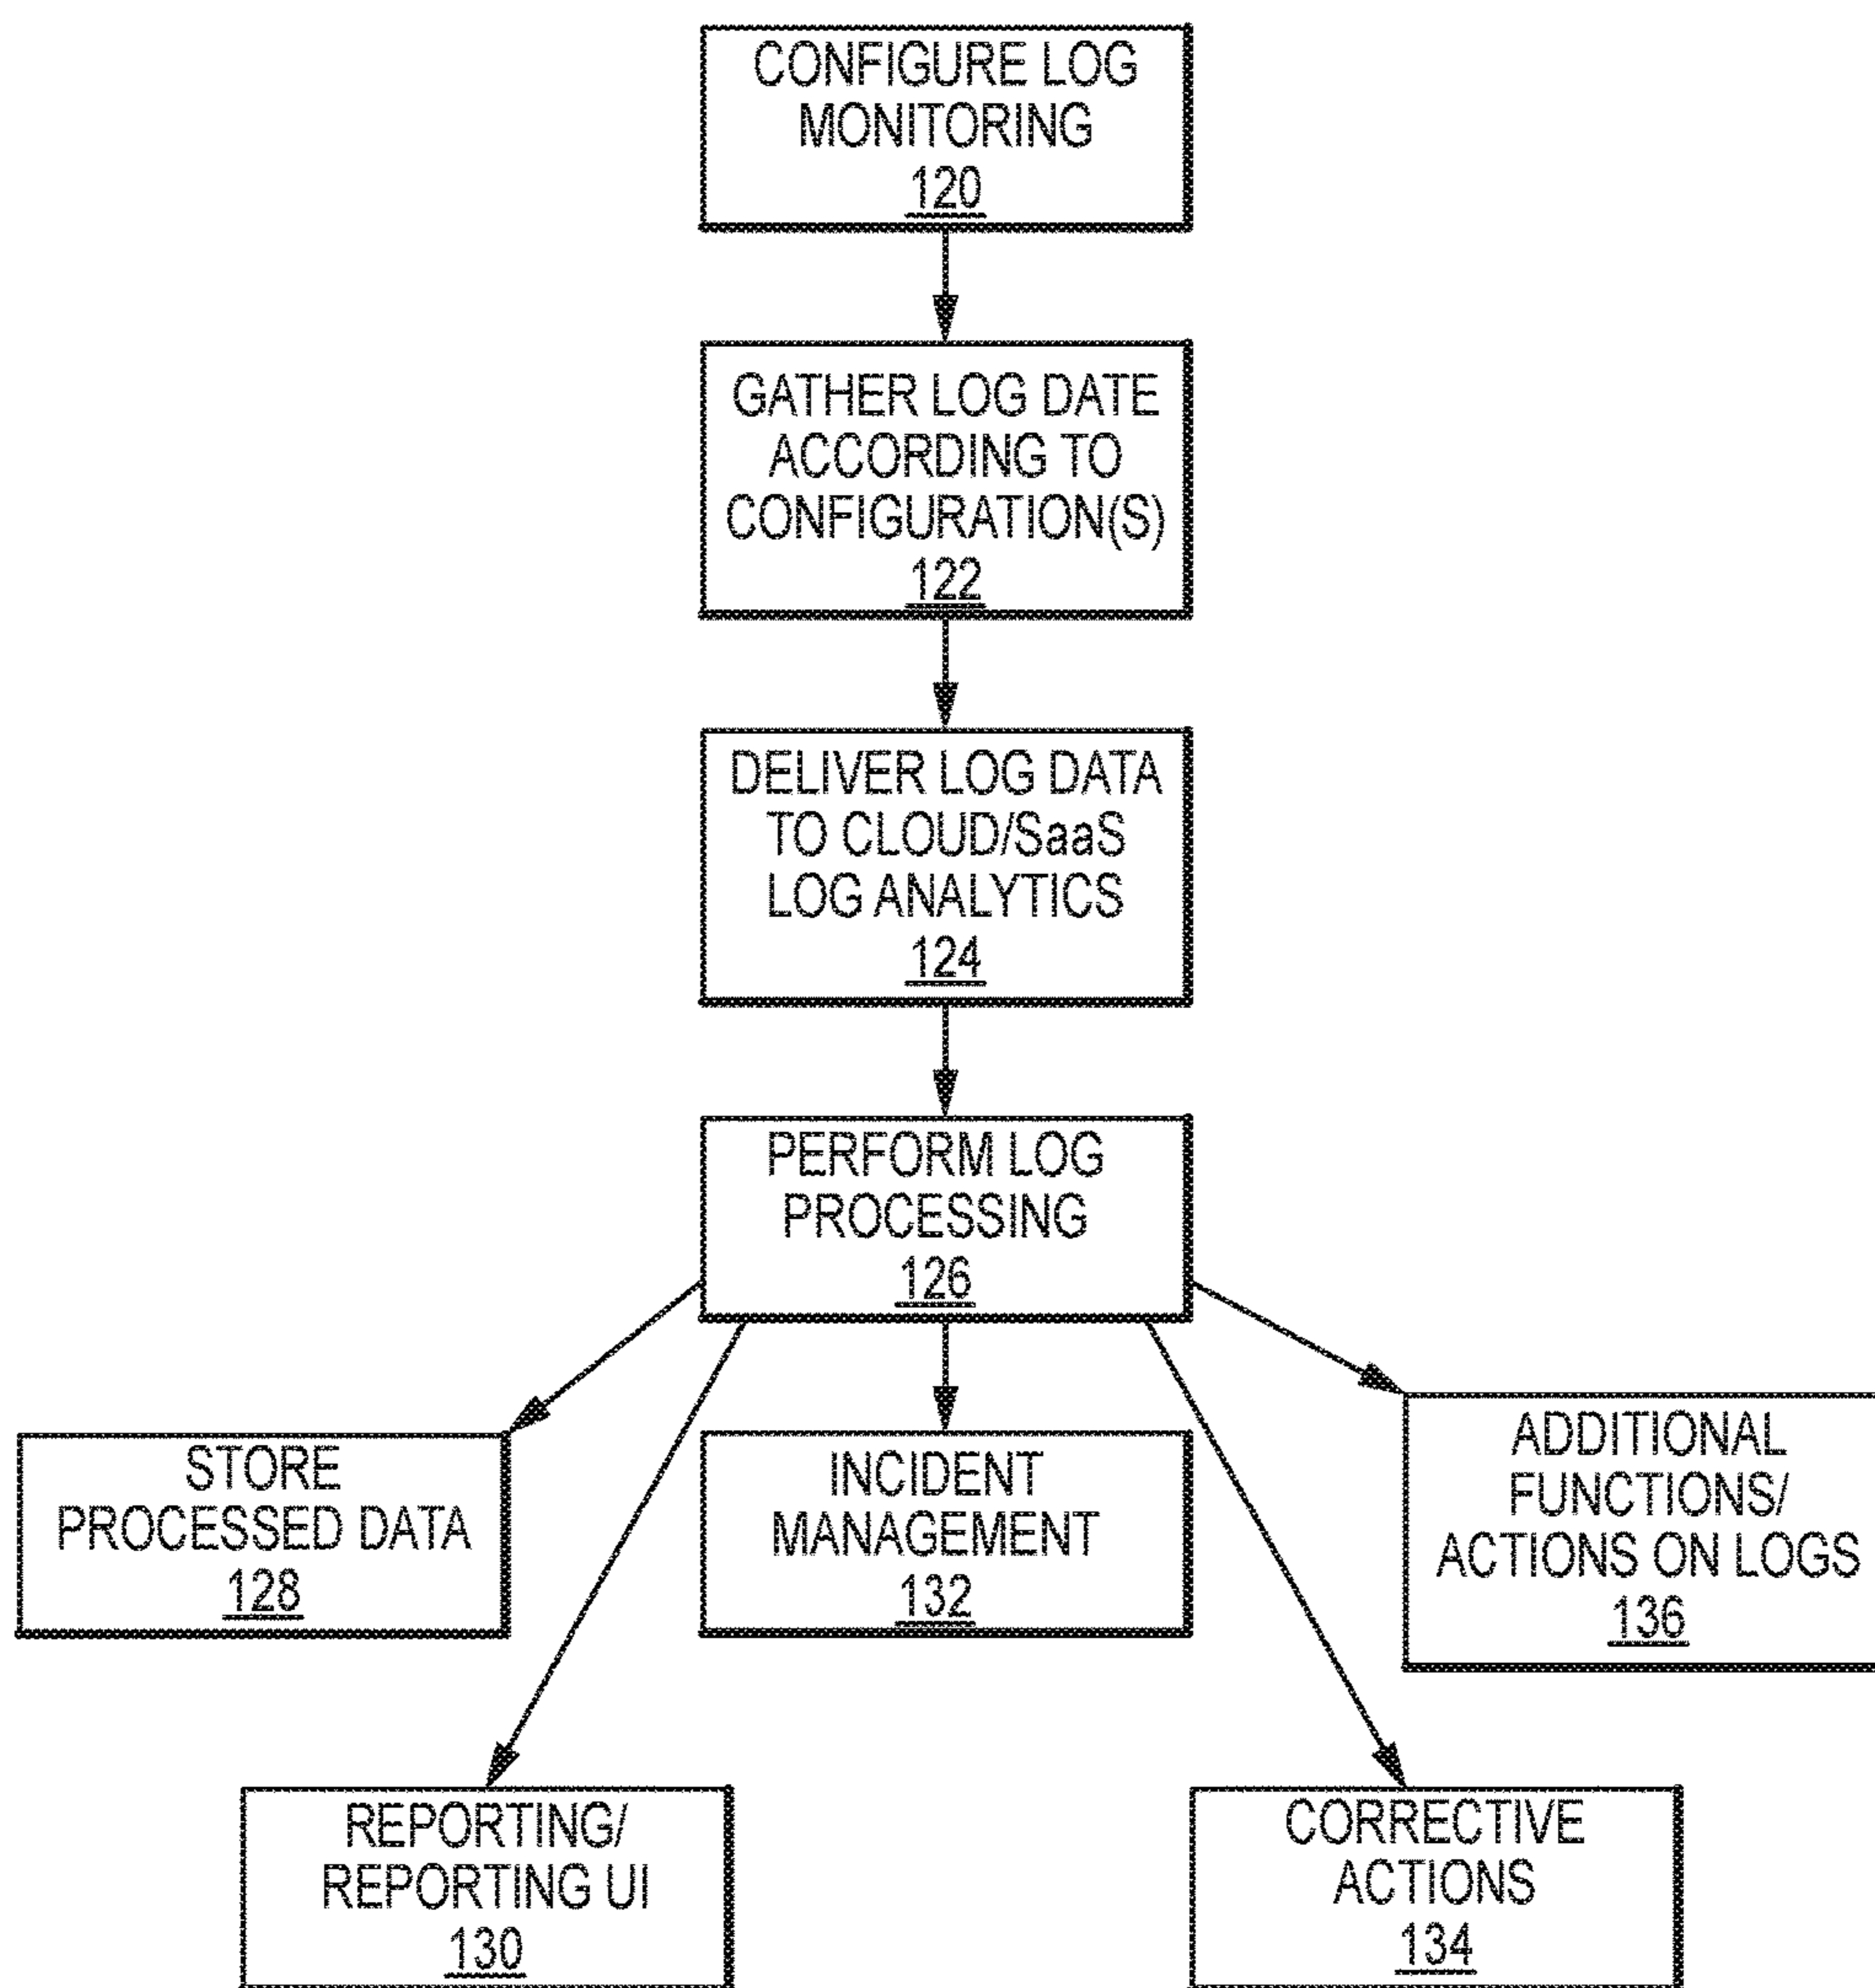 CONFIGURE LOG
MONITORING
120
GATHER LOG DATE
ACCORDING TO
CONFIGURATION(S)
122
DELIVER LOG DATA
TO CLOUD/SaaS
LOG ANALYTICS
124
PERFORM LOG
PROCESSING
126
STORE
PROCESSED DATA
128
INCIDENT
MANAGEMENT
132
ADDITIONAL
FUNCTIONS/
ACTIONS ON LOGS
136
REPORTING/
REPORTING UI
130
CORRECTIVE
ACTIONS
134